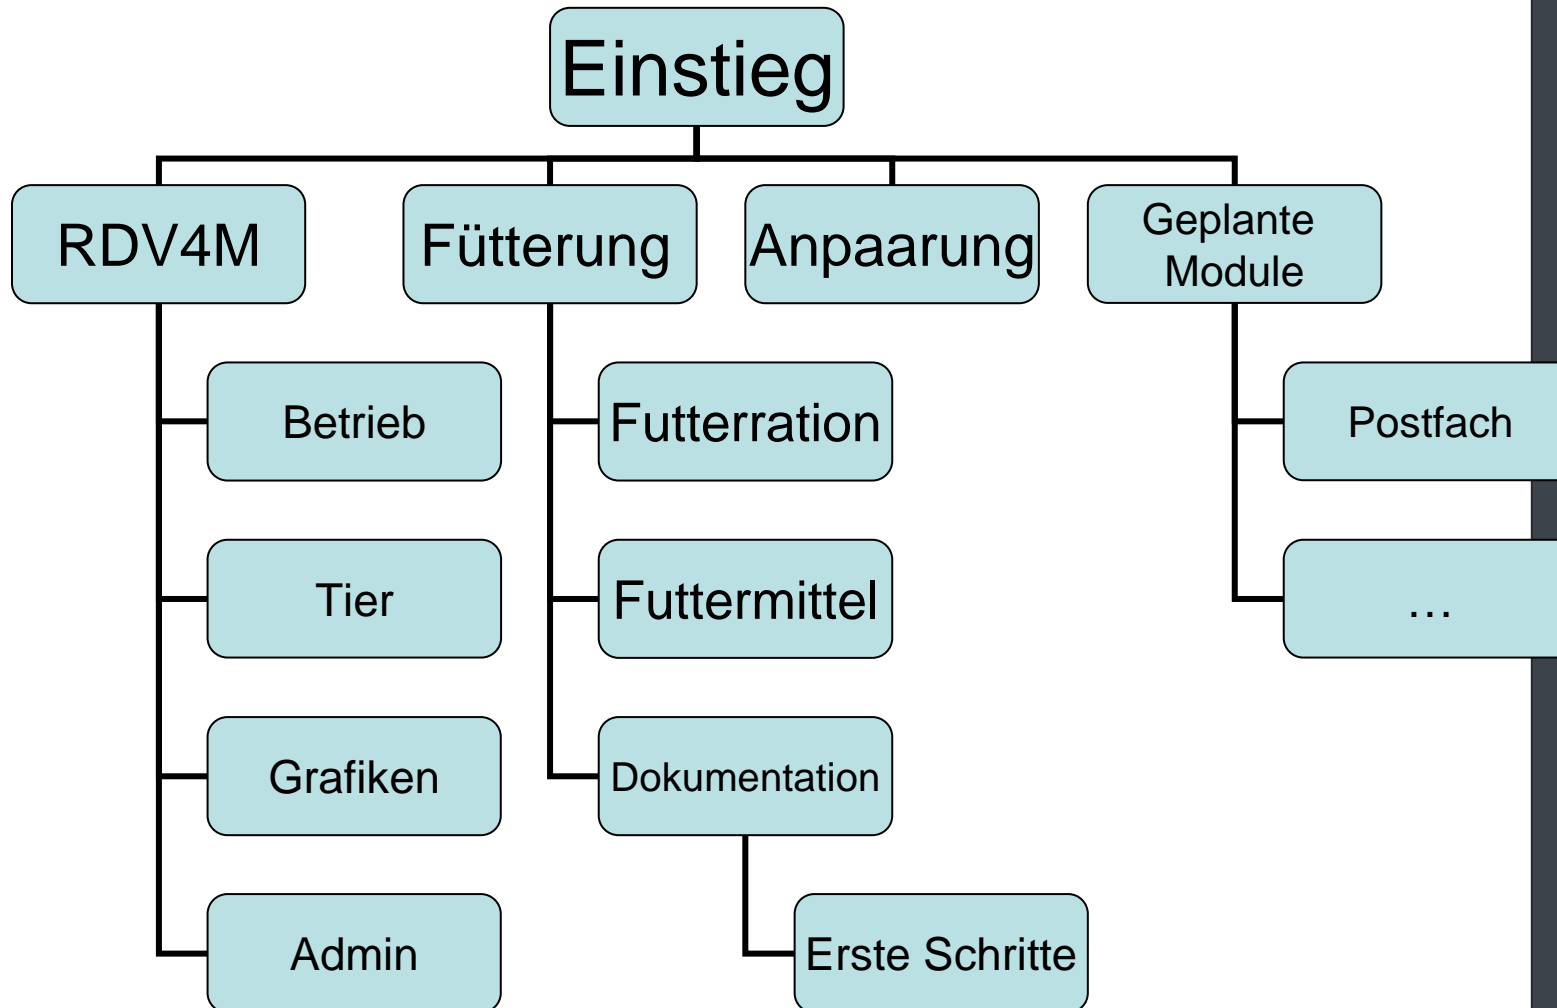 Einstieg
RDV4M
Fütterung
Anpaarung
Geplante
Module
Betrieb
Futterration
Postfach
Tier
Futtermittel
…
Grafiken
Dokumentation
Admin
Erste Schritte